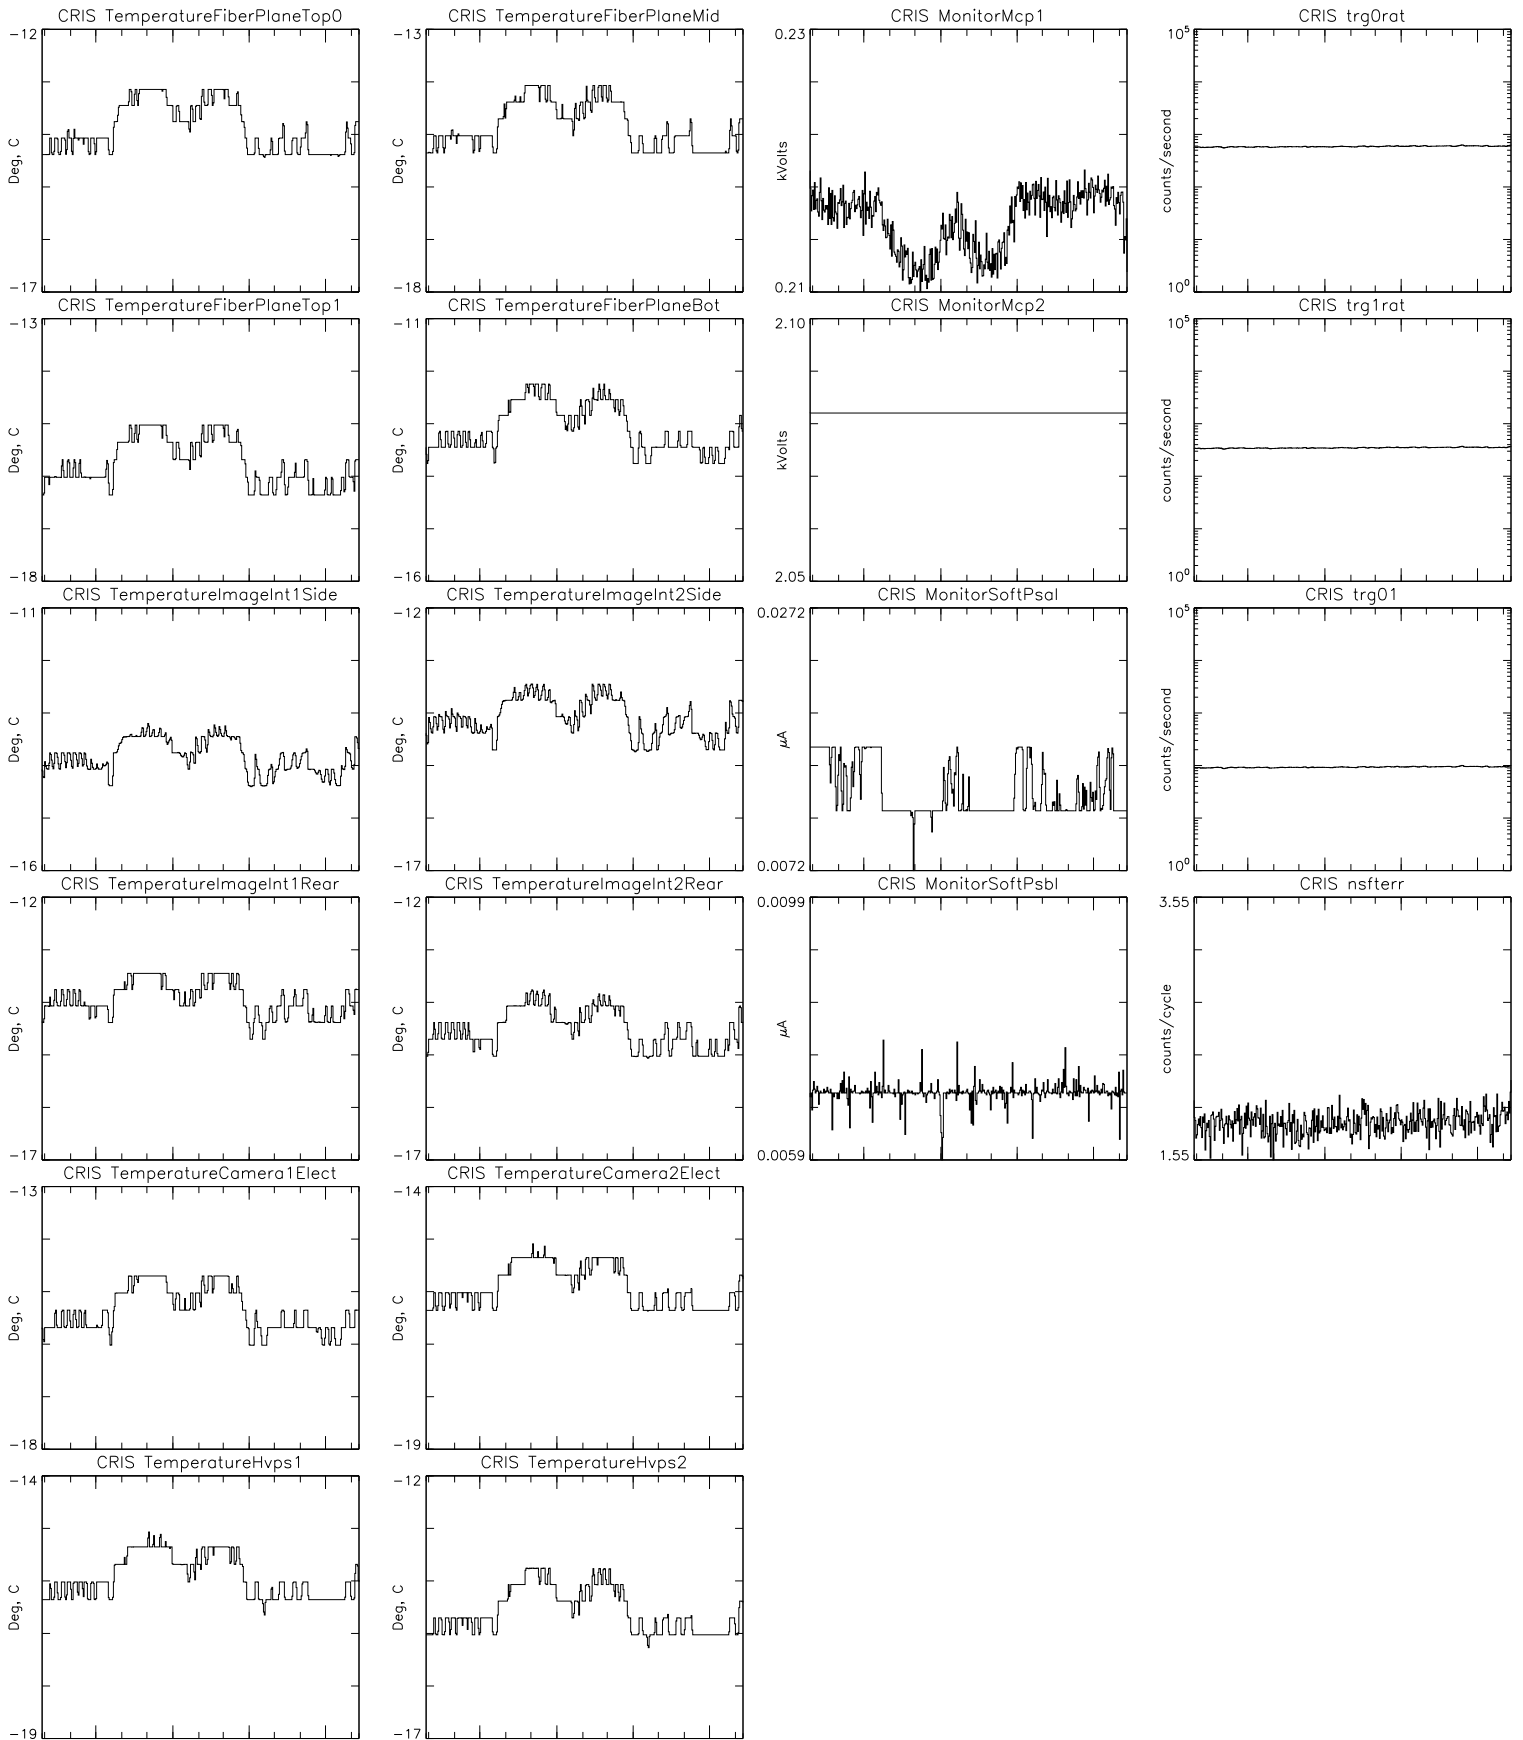 CRIS TemperatureFiberPlaneTop0
-12
Deg, C
-17
CRIS TemperatureFiberPlaneMid
-13
Deg, C
-18
CRIS MonitorMcp1
0.23
kVolts
0.21
CRIS trg0rat
10^5
counts/second
10^0
CRIS TemperatureFiberPlaneTop1
-13
Deg, C
-18
CRIS TemperatureFiberPlaneBot
-11
Deg, C
-16
CRIS MonitorMcp2
2.10
kVolts
2.05
CRIS trg1rat
10^5
counts/second
10^0
CRIS TemperatureImageInt1Side
-11
Deg, C
-16
CRIS TemperatureImageInt2Side
-12
Deg, C
-17
CRIS MonitorSoftPsaI
0.0272
μA
0.0072
CRIS trg01
10^5
counts/second
10^0
CRIS TemperatureImageInt1Rear
-12
Deg, C
-17
CRIS TemperatureImageInt2Rear
-12
Deg, C
-17
CRIS MonitorSoftPsbI
0.0099
μA
0.0059
CRIS nsfterr
3.55
counts/cycle
1.55
CRIS TemperatureCamera1Elect
-13
Deg, C
-18
CRIS TemperatureCamera2Elect
-14
Deg, C
-19
CRIS TemperatureHvps1
-14
Deg, C
-19
CRIS TemperatureHvps2
-12
Deg, C
-17